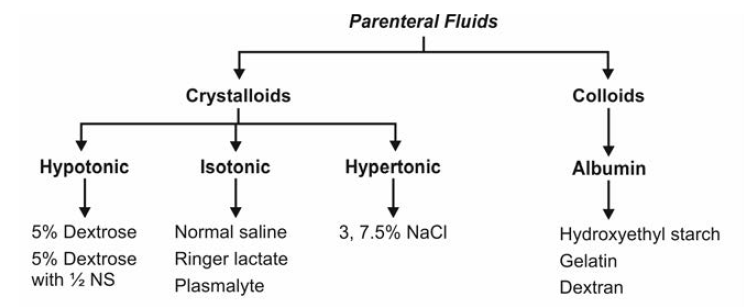 Parenteral Fluids
Crystalloids
Colloids
Hypotonic
Isotonic
Hypertonic
Albumin
5% Dextrose
5% Dextrose
with ½ NS
Normal saline
Ringer lactate
Plasmalyte
3, 7.5% NaCl
Hydroxyethyl starch
Gelatin
Dextran